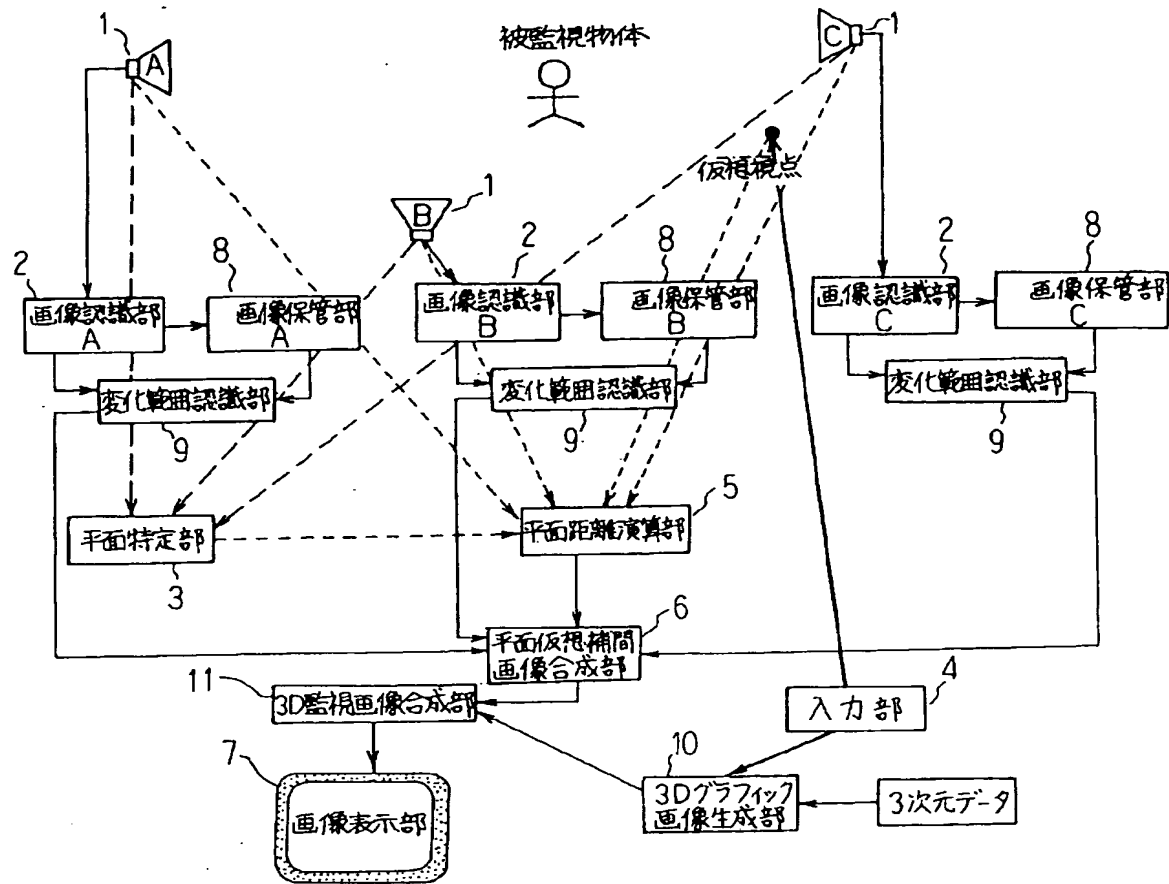 1
A
被監視物体
C
1
仮想視点
B
1
2
画像認識部
A
8
画像保管部
A
2
画像認識部
B
8
画像保管部
B
2
画像認識部
C
8
画像保管部
C
変化範囲認識部
9
変化範囲認識部
9
変化範囲認識部
9
平面特定部
3
平面距離演算部
5
平面仮想補間
画像合成部
6
11
3D監視画像合成部
入力部
4
7
画像表示部
10
3Dグラフィック
画像生成部
3次元データ